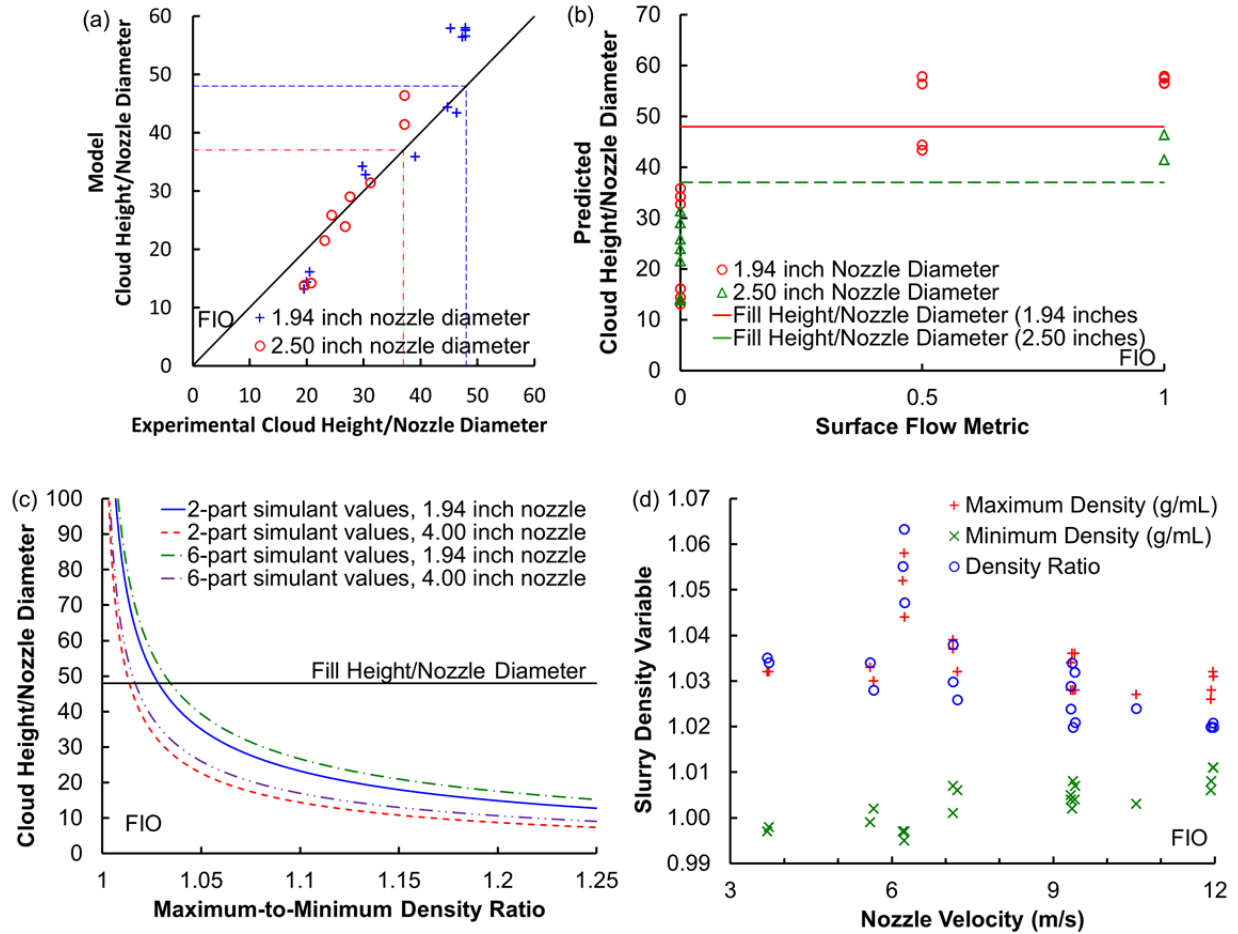 (a)
60
50
40
30
20
10
0
Model
Cloud Height/Nozzle Diameter
FIO
1.94 inch nozzle diameter
2.50 inch nozzle diameter
0 10 20 30 40 50 60
Experimental Cloud Height/Nozzle Diameter
(b)
80
70
60
50
40
30
20
10
0
Predicted
Cloud Height/Nozzle Diameter
1.94 inch Nozzle Diameter
2.50 inch Nozzle Diameter
Fill Height/Nozzle Diameter (1.94 inches
Fill Height/Nozzle Diameter (2.50 inches)
FIO
0 0.5 1
Surface Flow Metric
(c)
100
90
80
70
60
50
40
30
20
10
0
Cloud Height/Nozzle Diameter
2-part simulant values, 1.94 inch nozzle
2-part simulant values, 4.00 inch nozzle
6-part simulant values, 1.94 inch nozzle
6-part simulant values, 4.00 inch nozzle
Fill Height/Nozzle Diameter
FIO
1 1.05 1.1 1.15 1.2 1.25
Maximum-to-Minimum Density Ratio
(d)
1.07
1.06
1.05
1.04
1.03
1.02
1.01
1.00
0.99
Slurry Density Variable
Maximum Density (g/mL)
Minimum Density (g/mL)
Density Ratio
FIO
3 6 9 12
Nozzle Velocity (m/s)